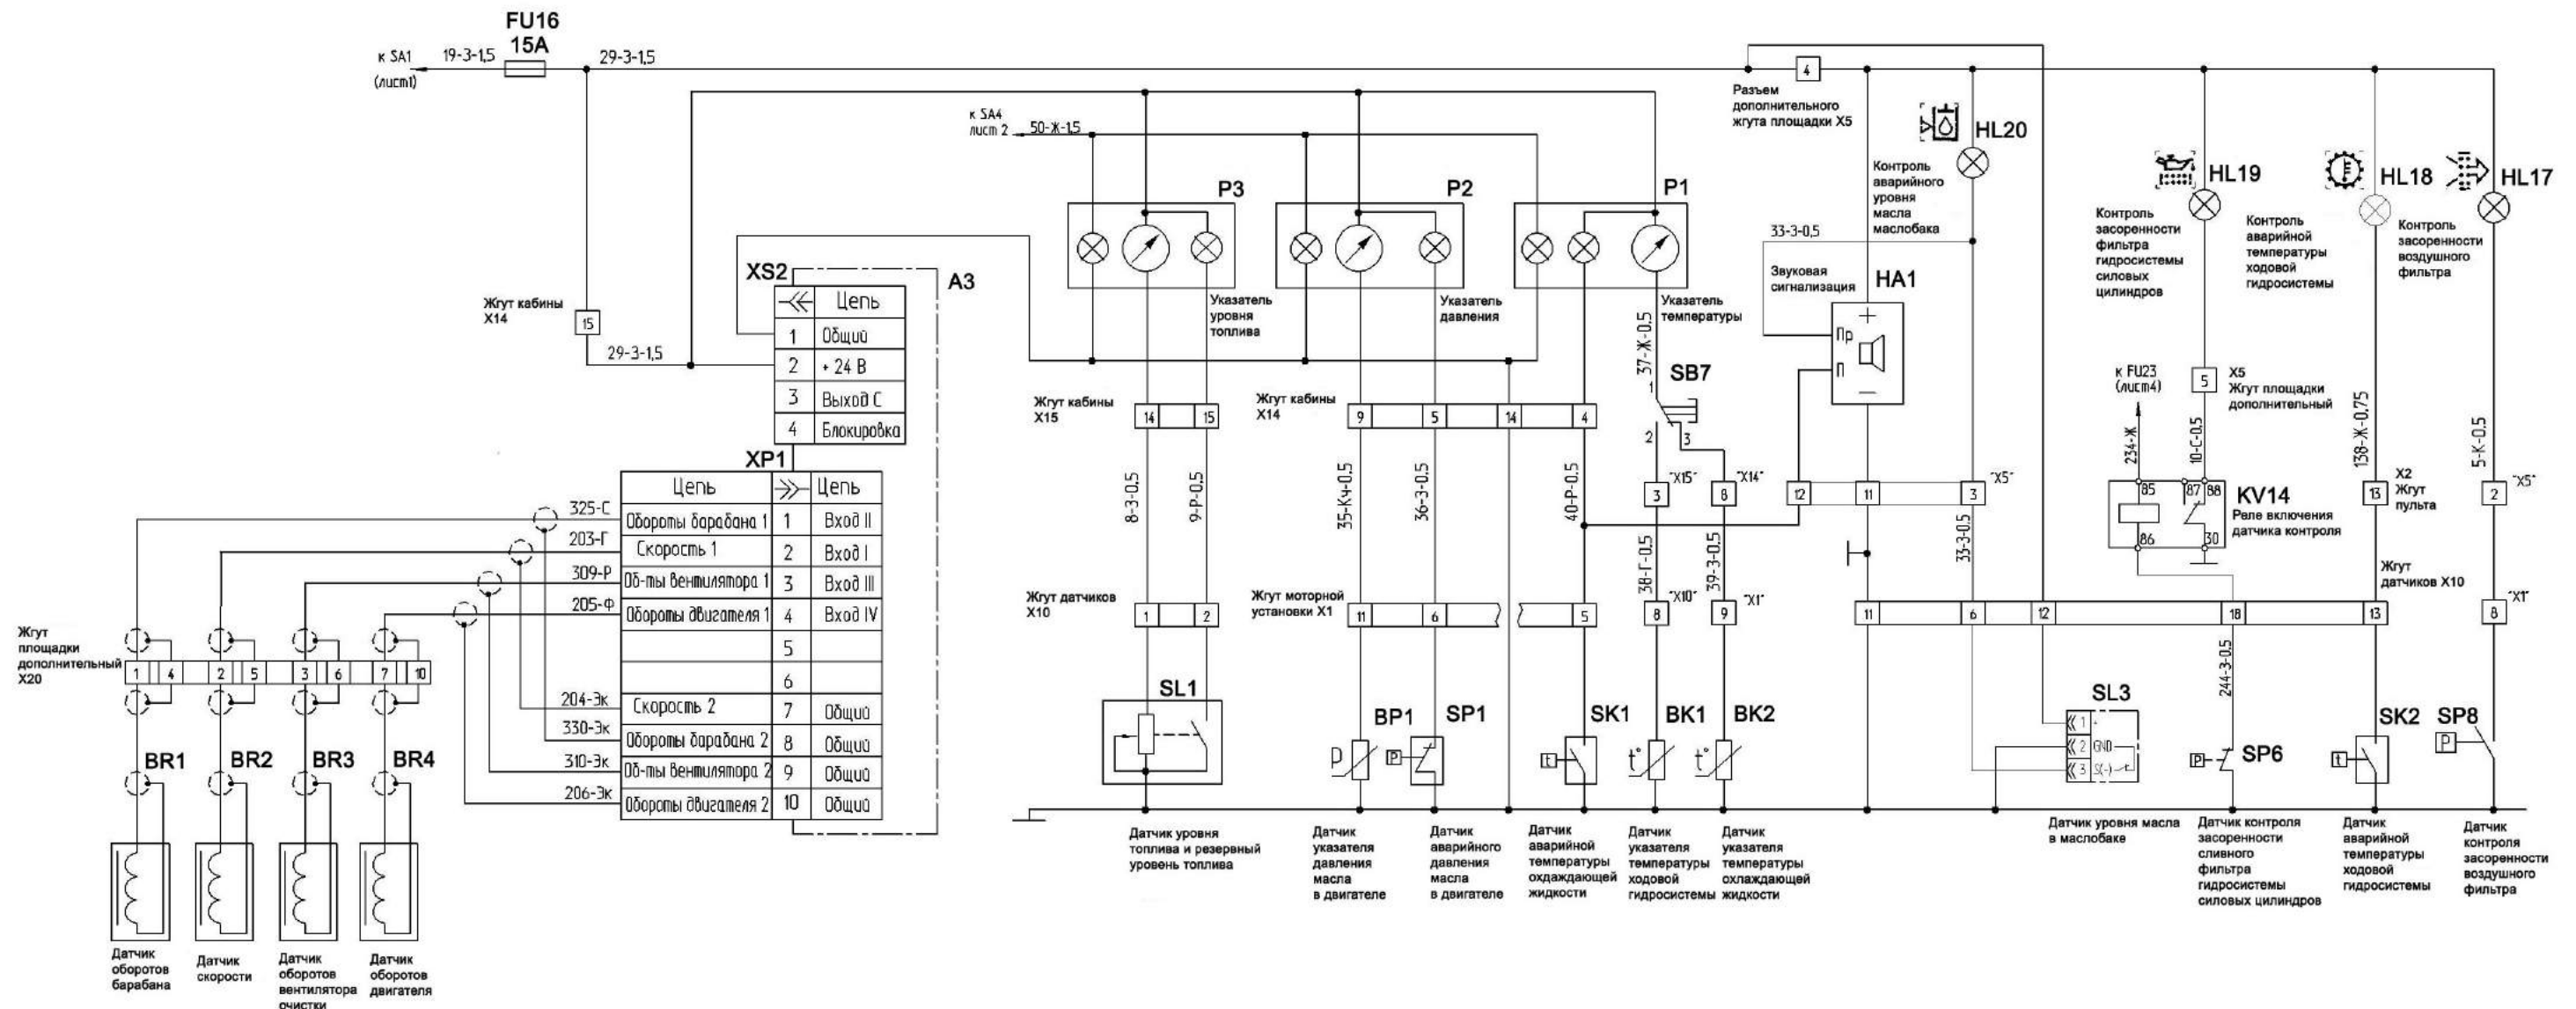 FU16
15А
к SA1
(лист1)
19-З-1,5
29-З-1,5
к SA4
лист 2
50-Ж-1,5
4
Разъем
дополнительного
жгута площадки X5
HL20
Контроль
аварийного
уровня
масла
маслобака
33-З-0,5
Звуковая
сигнализация
HA1
+
Пр
П
–
HL19
Контроль
засоренности
фильтра
гидросистемы
силовых
цилиндров
HL18
Контроль
аварийной
температуры
ходовой
гидросистемы
HL17
Контроль
засоренности
воздушного
фильтра
P3
Указатель
уровня
топлива
P2
Указатель
давления
P1
Указатель
температуры
Жгут кабины
X14
15
29-З-1,5
XS2
A3
Цепь
1 Общий
2 + 24 В
3 Выход С
4 Блокировка
XP1
Цепь Цепь
Обороты барабана 1 1 Вход II
Скорость 1 2 Вход I
Об-ты вентилятора 1 3 Вход III
Обороты двигателя 1 4 Вход IV
5
6
Скорость 2 7 Общий
Обороты барабана 2 8 Общий
Об-ты вентилятора 2 9 Общий
Обороты двигателя 2 10 Общий
325-С
203-Г
309-Р
205-Ф
204-Эк
330-Эк
310-Эк
206-Эк
Жгут
площадки
дополнительный
X20
1 4 2 5 3 6 7 10
BR1
BR2
BR3
BR4
Датчик
оборотов
барабана
Датчик
скорости
Датчик
оборотов
вентилятора
очистки
Датчик
оборотов
двигателя
Жгут кабины
X15
14 15
Жгут кабины
X14
9 5 14 4
37-Ж-0,5
SB7
1
2
3
8-З-0,5
9-Р-0,5
35-Кч-0,5
36-З-0,5
40-Р-0,5
3
"X15"
8
"X14"
38-Г-0,5
39-З-0,5
12 11 3
"X5"
33-З-0,5
к FU23
(лист4)
5
X5
Жгут площадки
дополнительный
234-Ж
10-С-0,5
138-Ж-0,75
5-К-0,5
85
87
88
86
30
KV14
Реле включения
датчика контроля
13
X2
Жгут
пульта
2
"X5"
Жгут
датчиков X10
Жгут датчиков
X10
1 2
Жгут моторной
установки X1
11 6 5
8
"X10"
9
"X1"
11 6 12 18 13
8
"X1"
244-З-0,5
SL1
BP1
P
SP1
P
SK1
t
BK1
t°
BK2
t°
SL3
1 +
2 GND
3 S(-)
SP6
P
SK2
t
SP8
P
Датчик уровня
топлива и резервный
уровень топлива
Датчик
указателя
давления
масла
в двигателе
Датчик
аварийного
давления
масла
в двигателе
Датчик
аварийной
температуры
охдаждающей
жидкости
Датчик
указателя
температуры
ходовой
гидросистемы
Датчик
указателя
температуры
охлаждающей
жидкости
Датчик уровня масла
в маслобаке
Датчик контроля
засоренности
сливного
фильтра
гидросистемы
силовых цилиндров
Датчик
аварийной
температуры
ходовой
гидросистемы
Датчик
контроля
засоренности
воздушного
фильтра